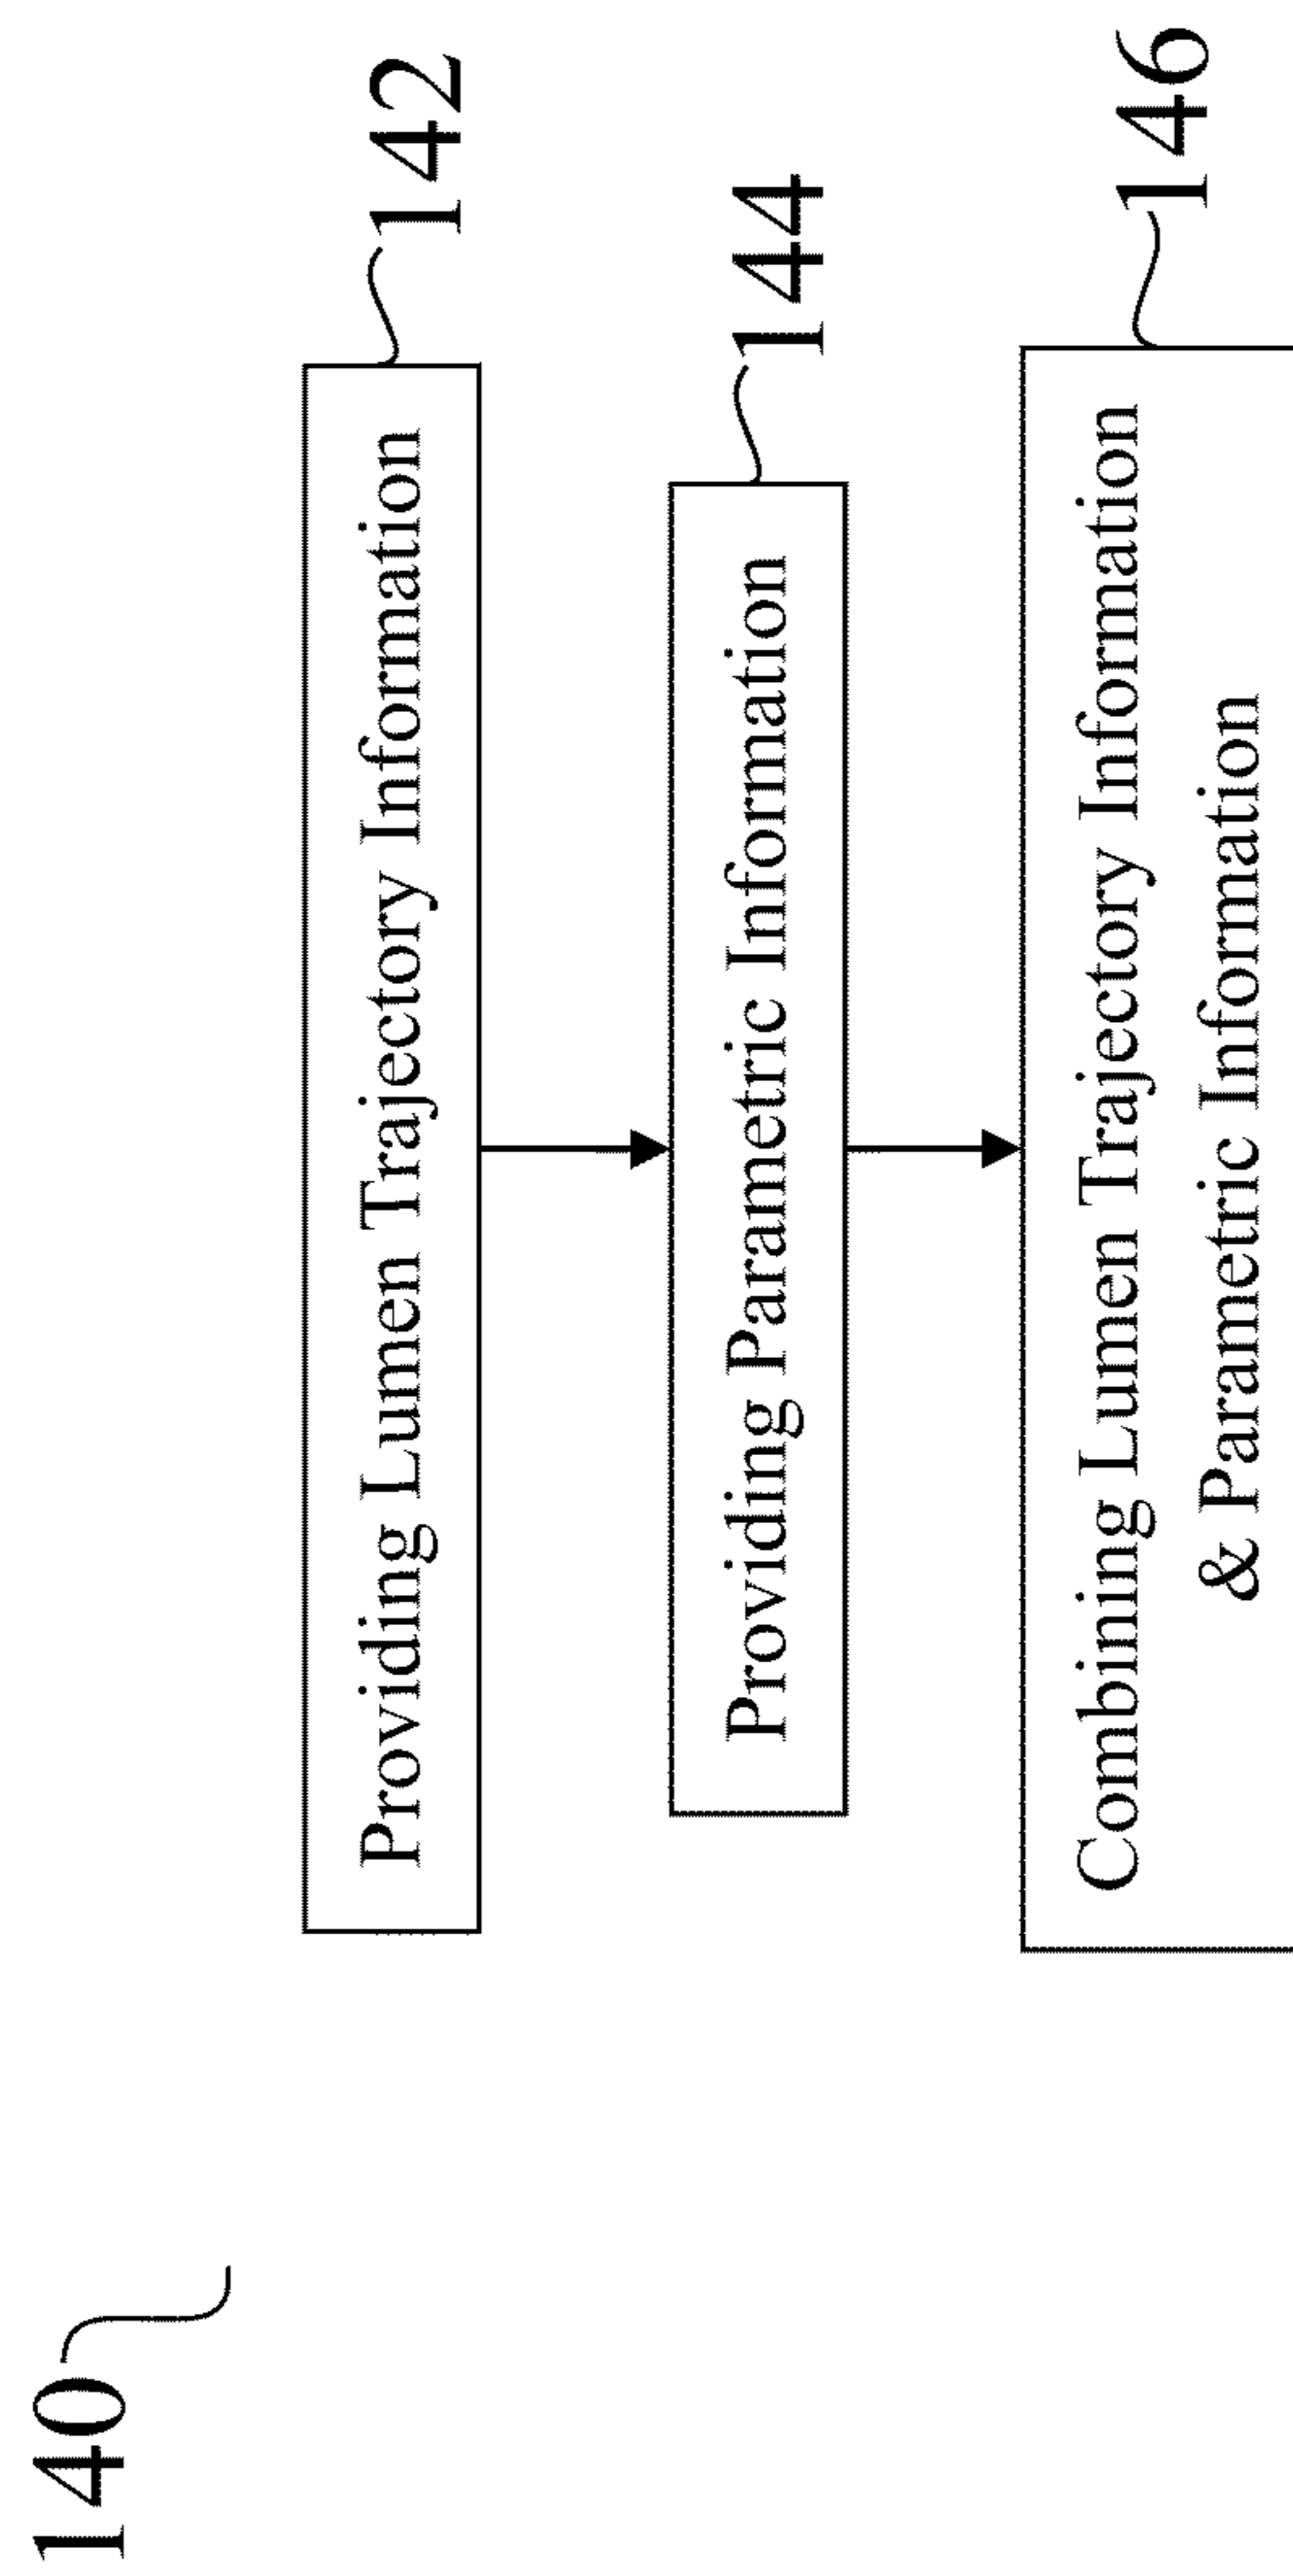 140
Providing Lumen Trajectory Information
142
Providing Parametric Information
144
Combining Lumen Trajectory Information
& Parametric Information
146